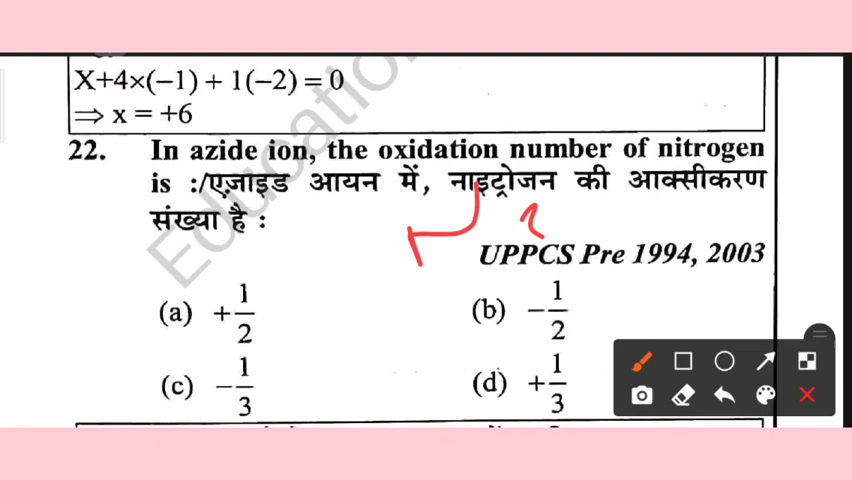 X+4×(−1) + 1(−2) = 0
⇒ x = +6
22. In azide ion, the oxidation number of nitrogen
is :/एज़ाइड आयन में, नाइट्रोजन की आक्सीकरण
संख्या है :
UPPCS Pre 1994, 2003
(a) +1/2 (b) −1/2
(c) −1/3 (d) +1/3
Education